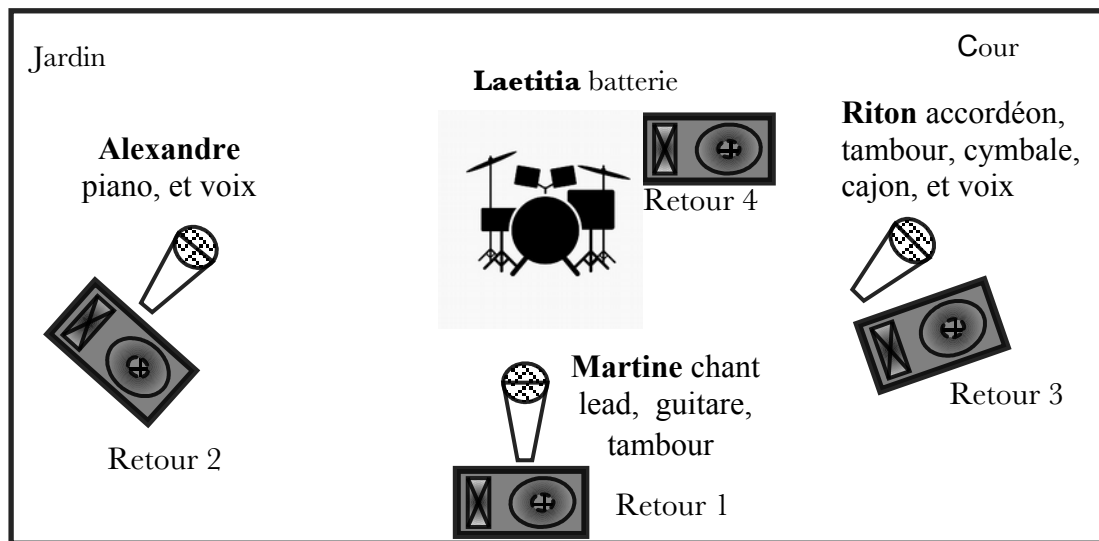 Jardin
Cour
Laetitia batterie
Riton accordéon,
tambour, cymbale,
cajon, et voix
Alexandre
piano, et voix
Retour 4
Martine chant
lead, guitare,
tambour
Retour 3
Retour 2
Retour 1